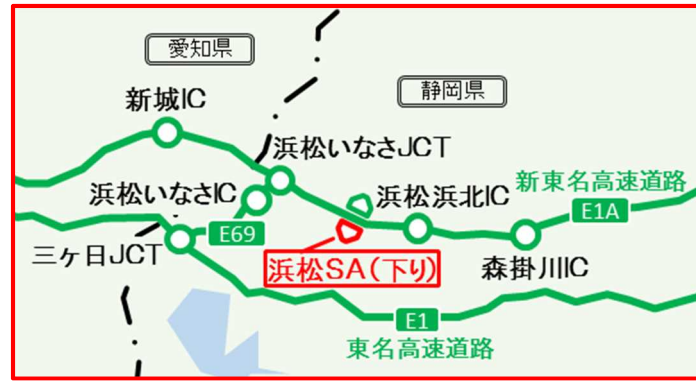 愛知県
静岡県
新城IC
浜松いなさJCT
浜松いなさIC
浜松浜北IC
新東名高速道路
E1A
E69
三ヶ日JCT
浜松SA(下り)
森掛川IC
E1
東名高速道路